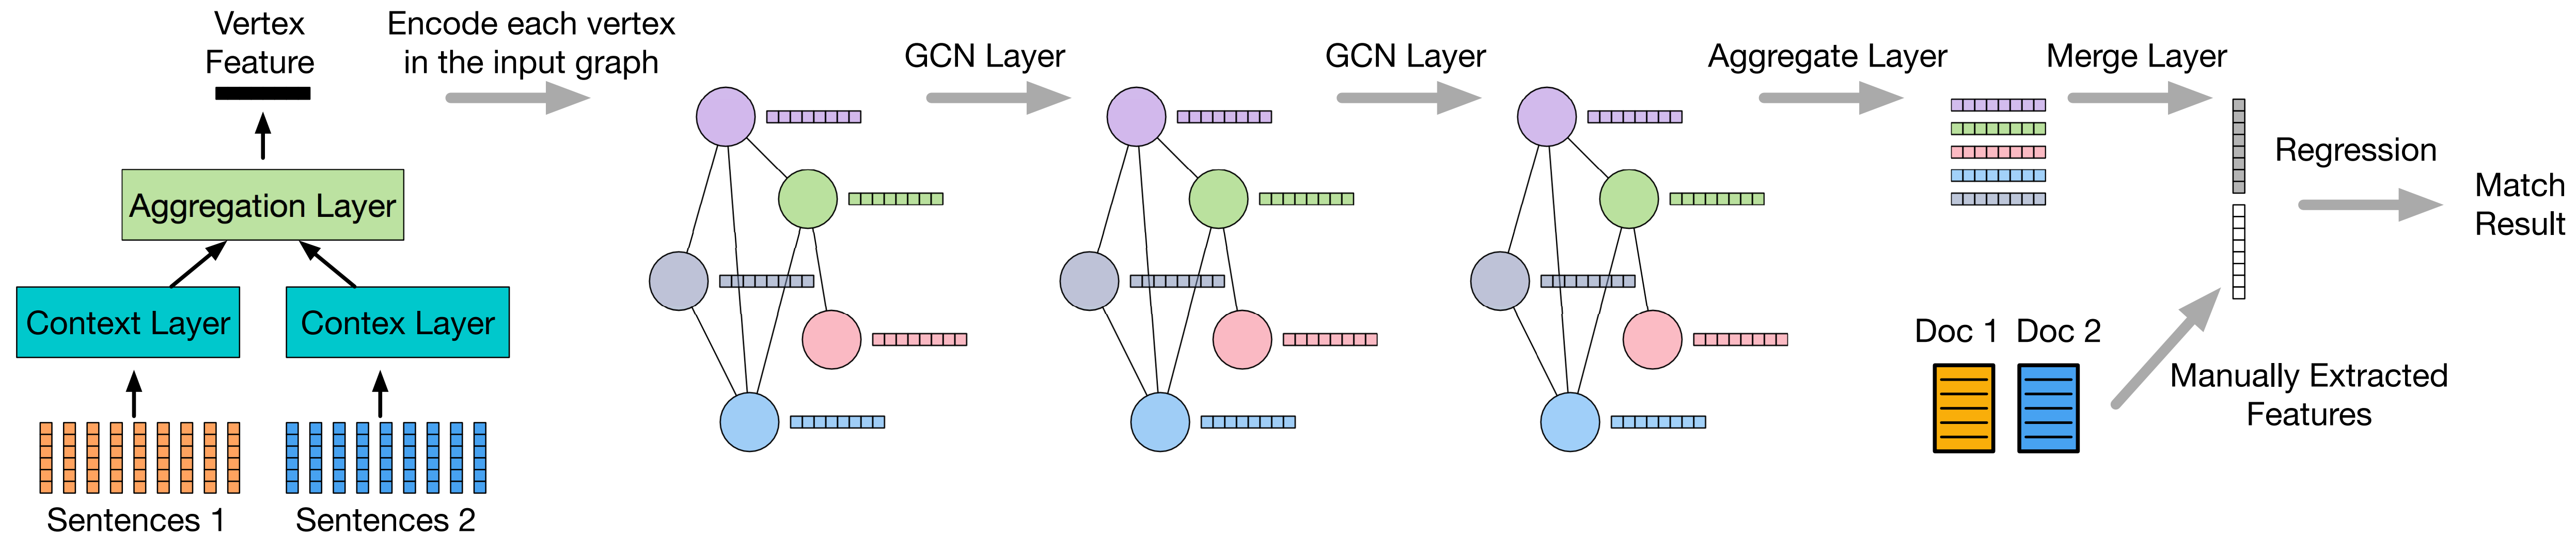 Vertex
Feature
Encode each vertex
in the input graph
GCN Layer
GCN Layer
Aggregate Layer
Merge Layer
Regression
Match
Result
Aggregation Layer
Context Layer
Contex Layer
Sentences 1
Sentences 2
Doc 1
Doc 2
Manually Extracted
Features